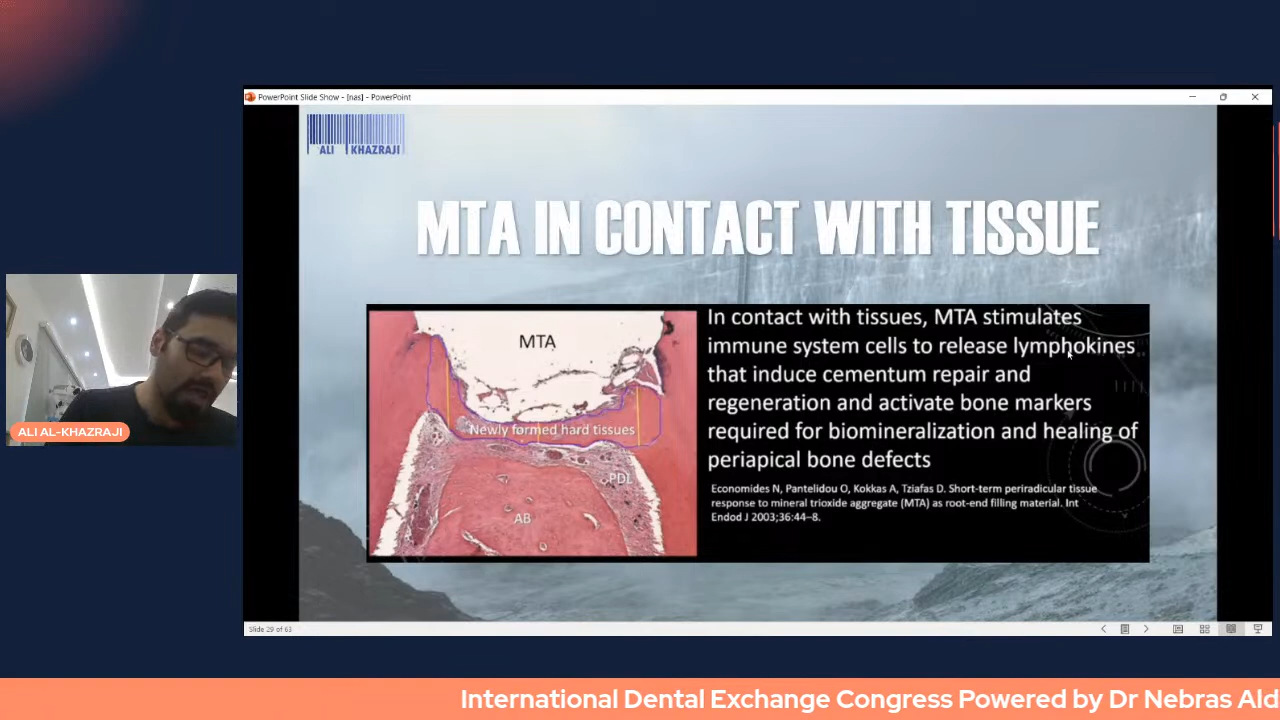 PowerPoint Slide Show - [nas] - PowerPoint
ALI KHAZRAJI
MTA IN CONTACT WITH TISSUE
MTA
Newly formed hard tissues
PDL
AB
In contact with tissues, MTA stimulates
immune system cells to release lymphokines
that induce cementum repair and
regeneration and activate bone markers
required for biomineralization and healing of
periapical bone defects
Economides N, Pantelidou O, Kokkas A, Tziafas D. Short-term periradicular tissue
response to mineral trioxide aggregate (MTA) as root-end filling material. Int
Endod J 2003;36:44–8.
ALI AL-KHAZRAJI
Slide 29 of 63
International Dental Exchange Congress Powered by Dr Nebras Ald